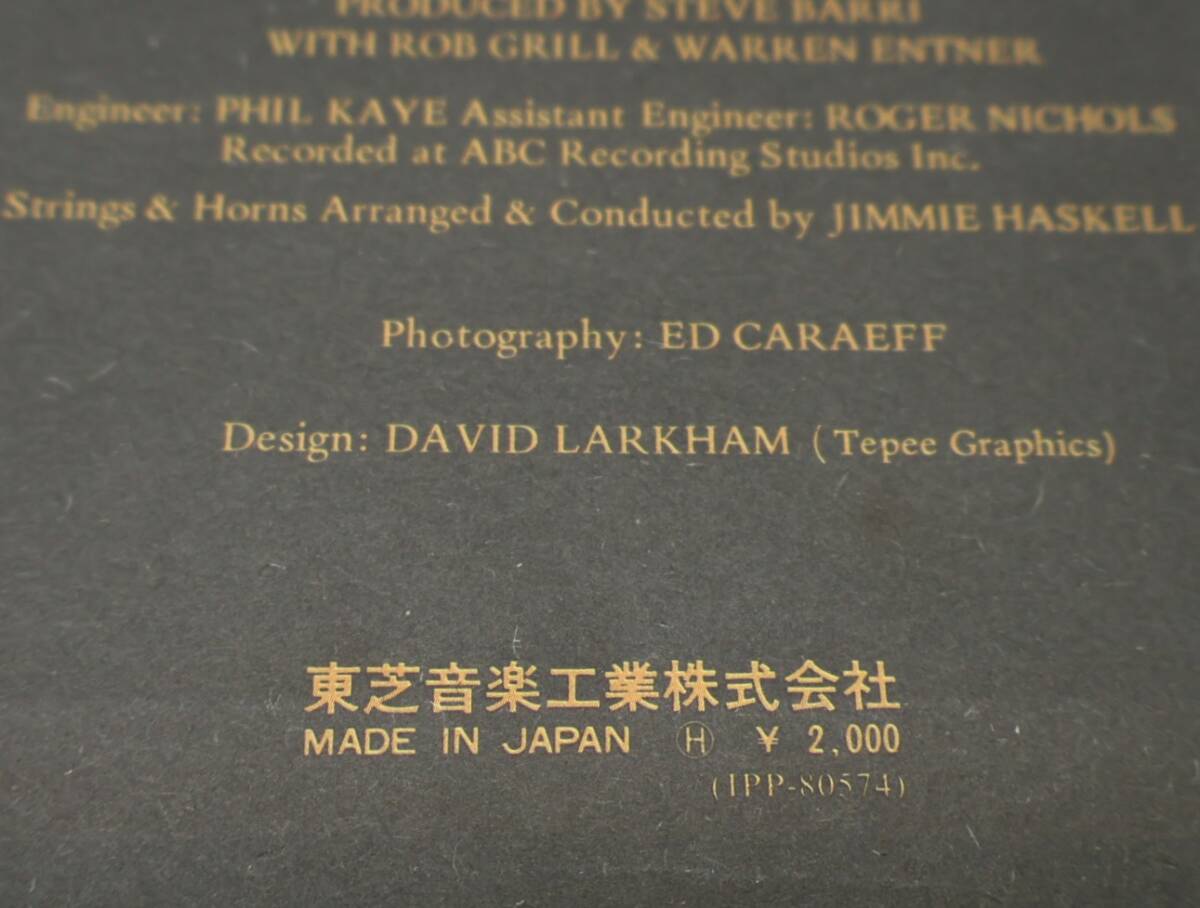 PRODUCED BY STEVE BARRI
WITH ROB GRILL & WARREN ENTNER
Engineer: PHIL KAYE Assistant Engineer: ROGER NICHOLS
Recorded at ABC Recording Studios Inc.
Strings & Horns Arranged & Conducted by JIMMIE HASKELL
Photography: ED CARAEFF
Design: DAVID LARKHAM (Tepee Graphics)
東芝音楽工業株式会社
MADE IN JAPAN Ⓗ ¥ 2,000
(IPP-80574)